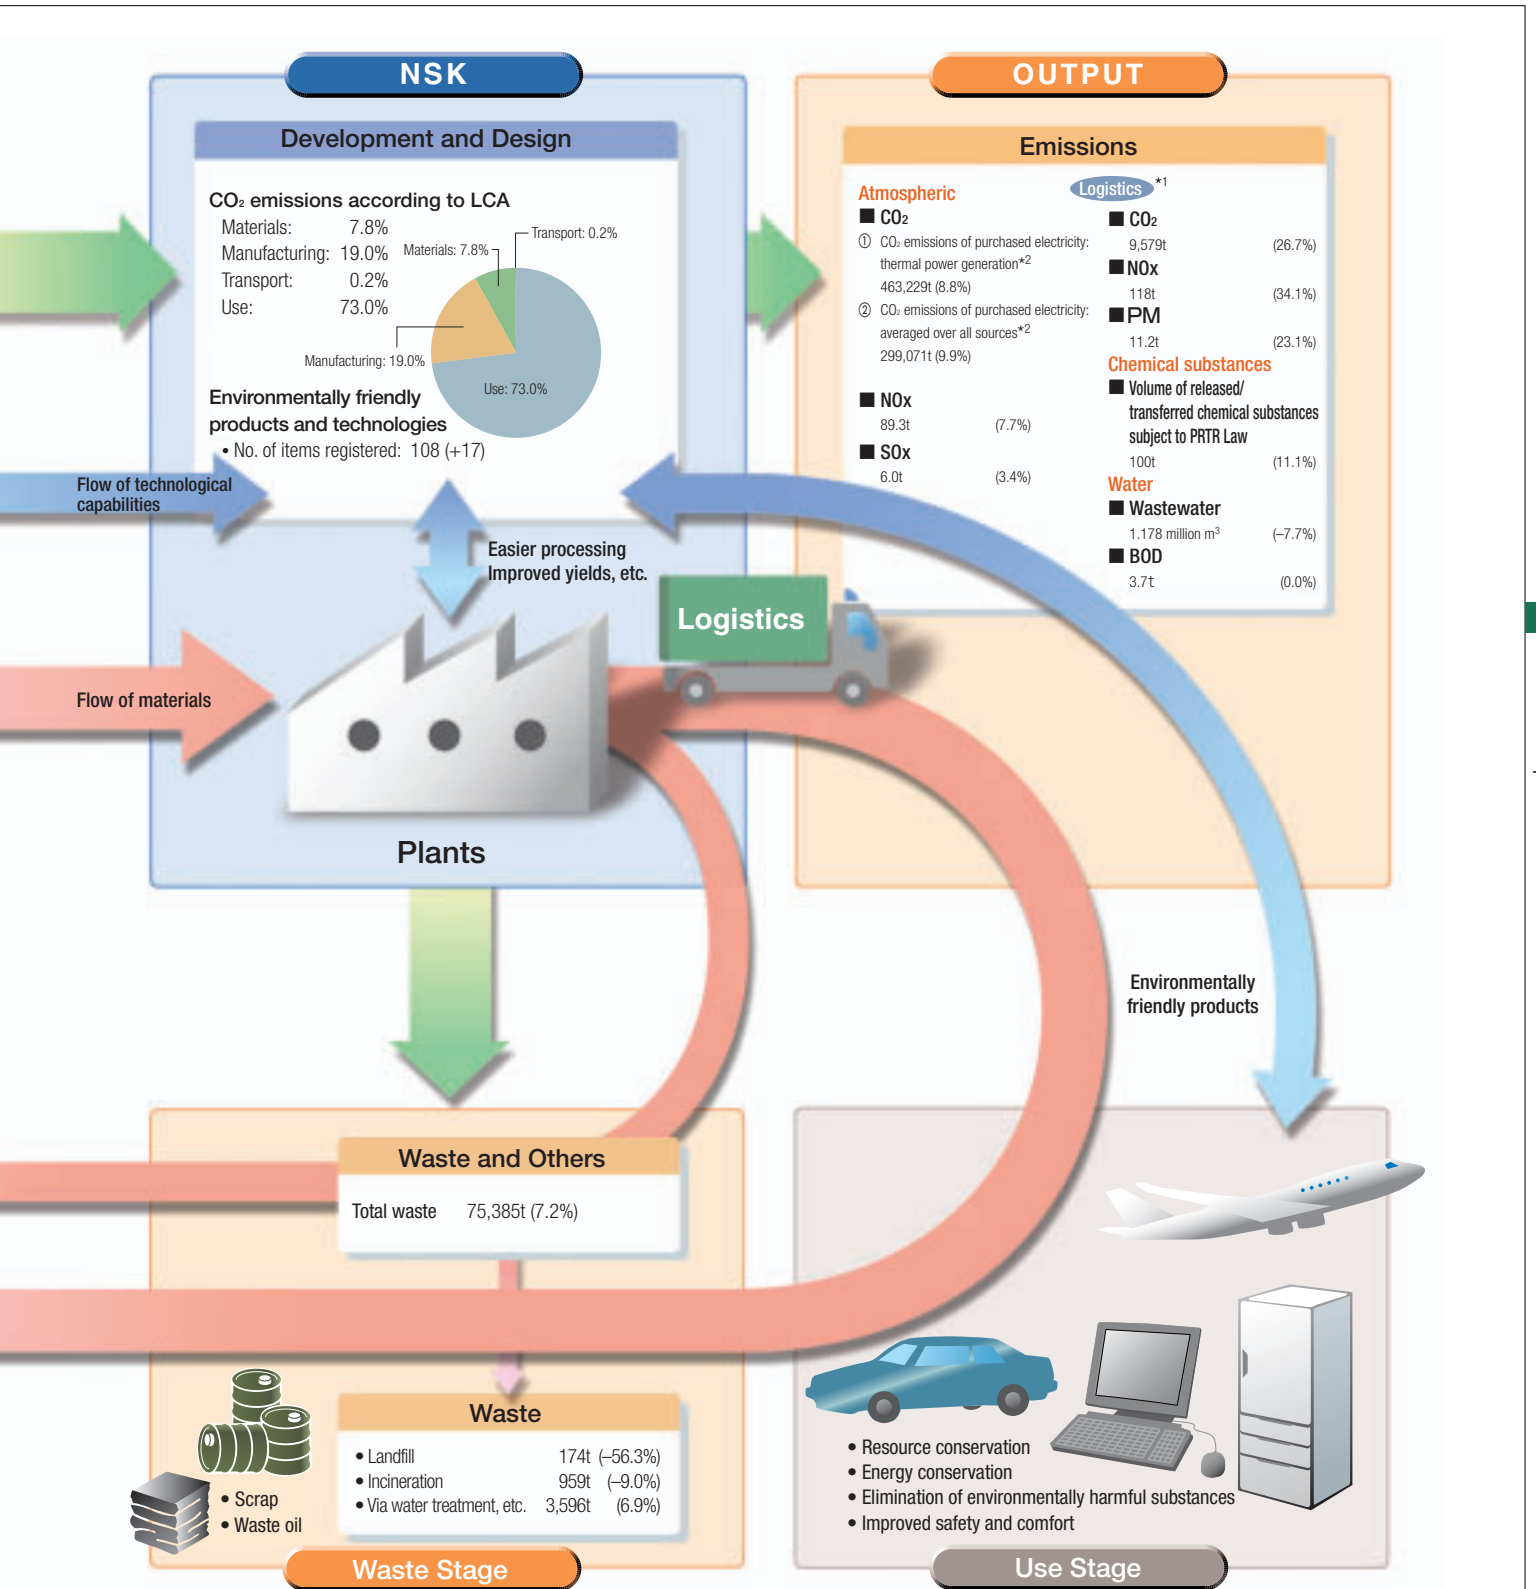 NSK
Development and Design
CO₂ emissions according to LCA
Materials: 7.8%
Manufacturing: 19.0%
Transport: 0.2%
Use: 73.0%
Transport: 0.2%
Materials: 7.8%
Manufacturing: 19.0%
Use: 73.0%
Environmentally friendly
products and technologies
• No. of items registered: 108 (+17)
Flow of technological
capabilities
Easier processing
Improved yields, etc.
Flow of materials
Plants
Logistics
OUTPUT
Emissions
Atmospheric
■ CO₂
① CO₂ emissions of purchased electricity:
thermal power generation*2
463,229t (8.8%)
② CO₂ emissions of purchased electricity:
averaged over all sources*2
299,071t (9.9%)
■ NOx
89.3t (7.7%)
■ SOx
6.0t (3.4%)
Logistics *1
■ CO₂
9,579t (26.7%)
■ NOx
118t (34.1%)
■ PM
11.2t (23.1%)
Chemical substances
■ Volume of released/
transferred chemical substances
subject to PRTR Law
100t (11.1%)
Water
■ Wastewater
1.178 million m³ (–7.7%)
■ BOD
3.7t (0.0%)
Environmentally
friendly products
Waste and Others
Total waste 75,385t (7.2%)
Waste
• Landfill 174t (–56.3%)
• Incineration 959t (–9.0%)
• Via water treatment, etc. 3,596t (6.9%)
• Scrap
• Waste oil
Waste Stage
• Resource conservation
• Energy conservation
• Elimination of environmentally harmful substances
• Improved safety and comfort
Use Stage